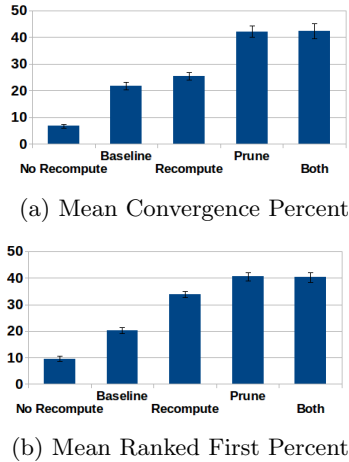 50
40
30
20
10
0
Baseline Prune
No Recompute Recompute Both
(a) Mean Convergence Percent
50
40
30
20
10
0
Baseline Prune
No Recompute Recompute Both
(b) Mean Ranked First Percent